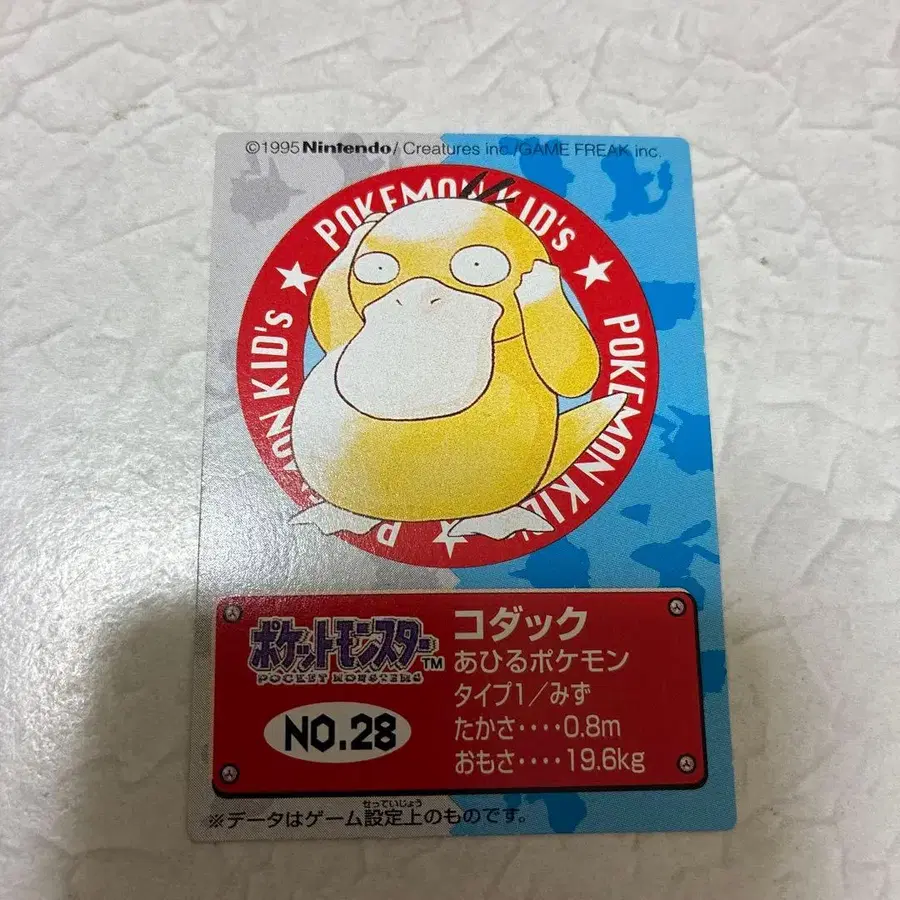 ©1995 Nintendo/Creatures inc./GAME FREAK inc.
POKEMON KID's ★ POKEMON KID's ★
ON KID's ★
ポケットモンスター™
POCKET MONSTERS
NO.28
コダック
あひるポケモン
タイプ1/みず
たかさ‥‥0.8m
おもさ‥‥19.6kg
せっていじょう
※データはゲーム設定上のものです。